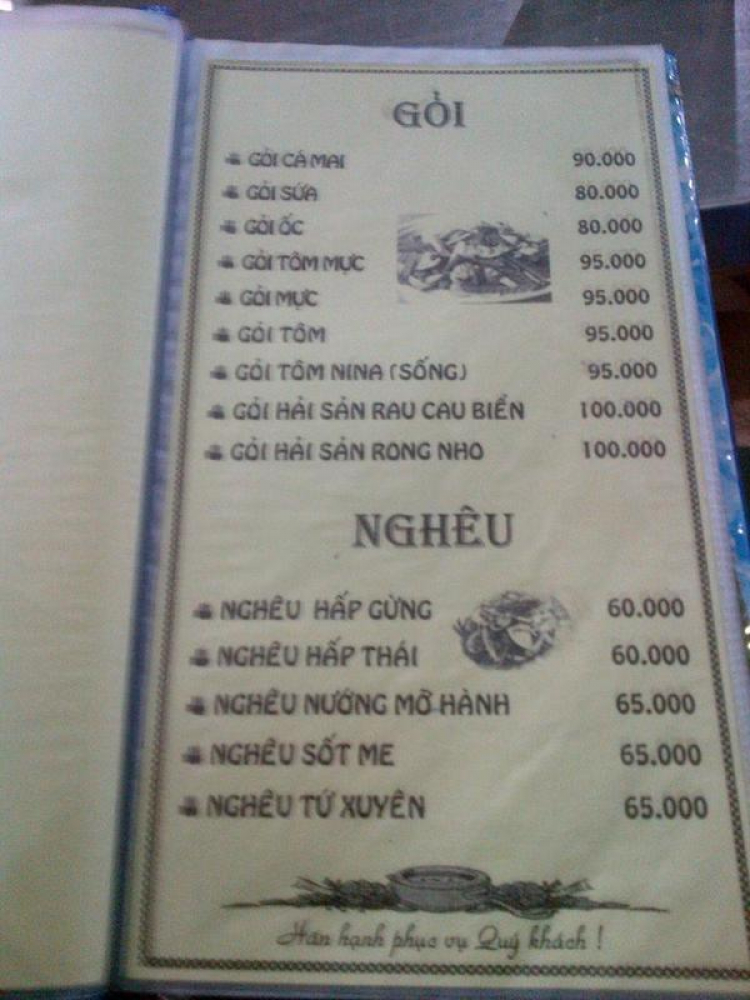 GỎI
GỎI CÁ MAI 90.000
GỎI SỨA 80.000
GỎI ỐC 80.000
GỎI TÔM MỰC 95.000
GỎI MỰC 95.000
GỎI TÔM 95.000
GỎI TÔM NINA (SỐNG) 95.000
GỎI HẢI SẢN RAU CAU BIỂN 100.000
GỎI HẢI SẢN RONG NHO 100.000
NGHÊU
NGHÊU HẤP GỪNG 60.000
NGHÊU HẤP THÁI 60.000
NGHÊU NƯỚNG MỠ HÀNH 65.000
NGHÊU SỐT ME 65.000
NGHÊU TỨ XUYÊN 65.000
Hân hạnh phục vụ Quý khách !